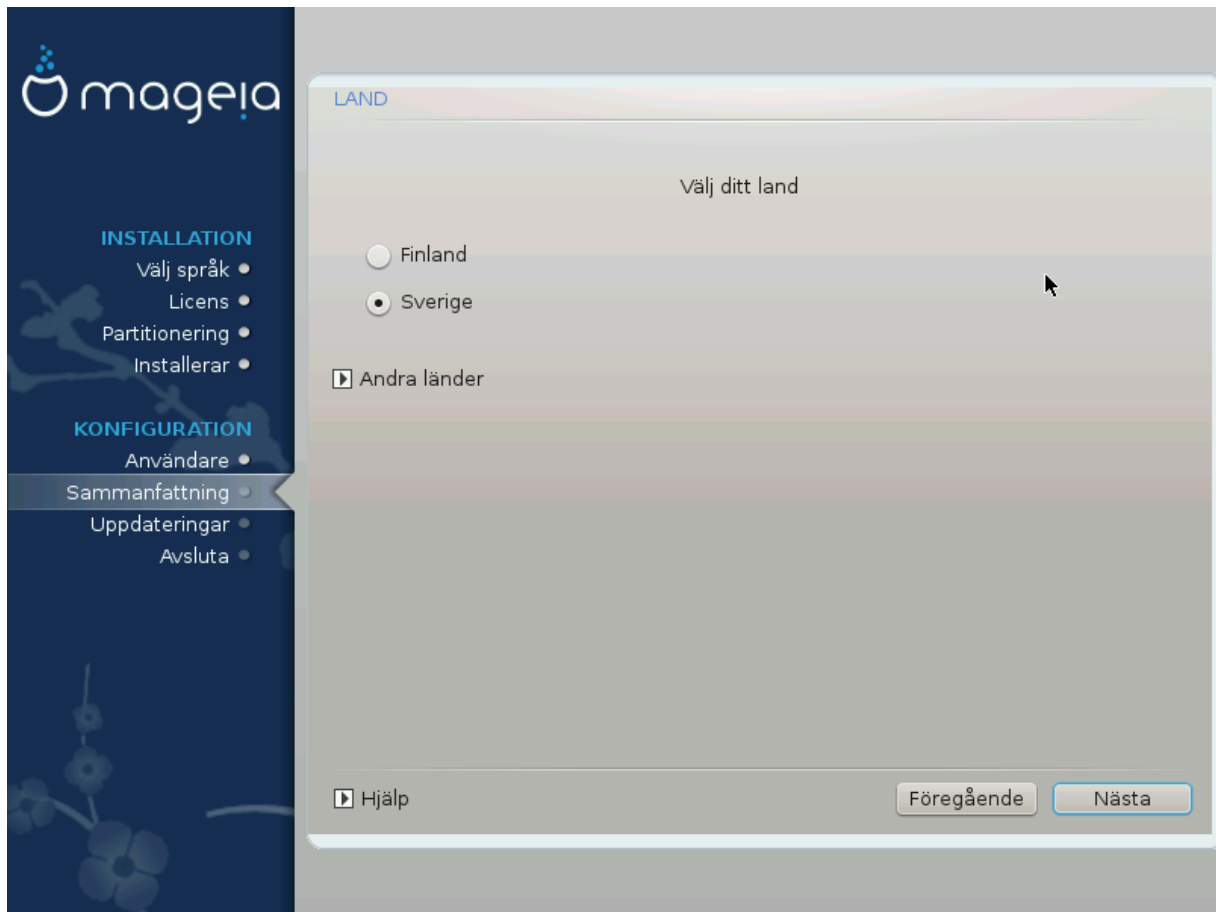 mageia
INSTALLATION
Välj språk
Licens
Partitionering
Installerar
KONFIGURATION
Användare
Sammanfattning
Uppdateringar
Avsluta
LAND
Välj ditt land
Finland
Sverige
Andra länder
Hjälp
Föregående
Nästa